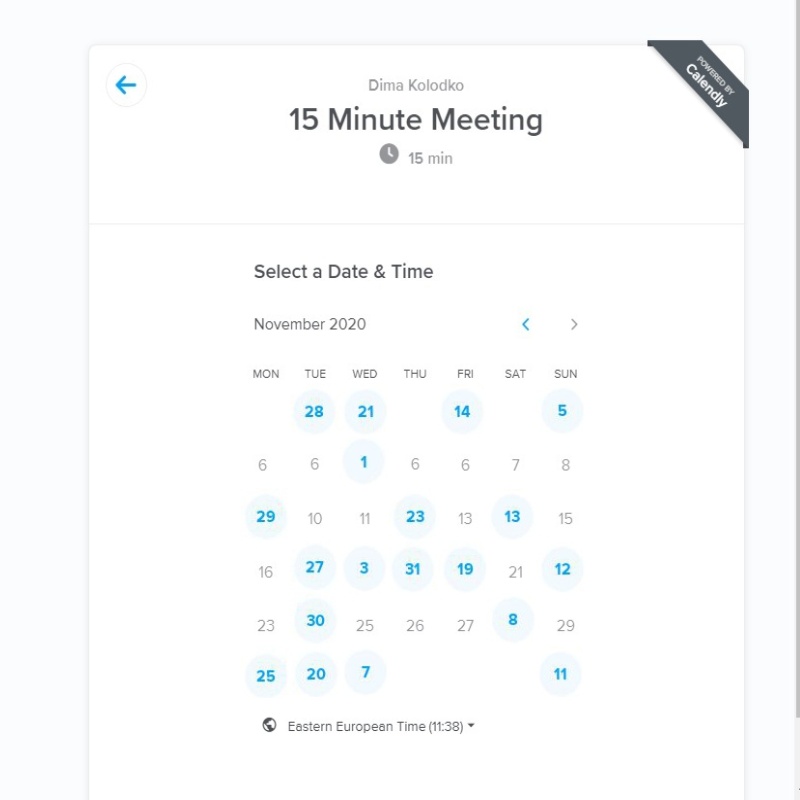 POWERED BY
Calendly
Dima Kolodko
15 Minute Meeting
15 min
Select a Date & Time
November 2020
MON TUE WED THU FRI SAT SUN
28 21 14 5
6 6 1 6 6 7 8
29 10 11 23 13 13 15
16 27 3 31 19 21 12
23 30 25 26 27 8 29
25 20 7 11
Eastern European Time (11:38)